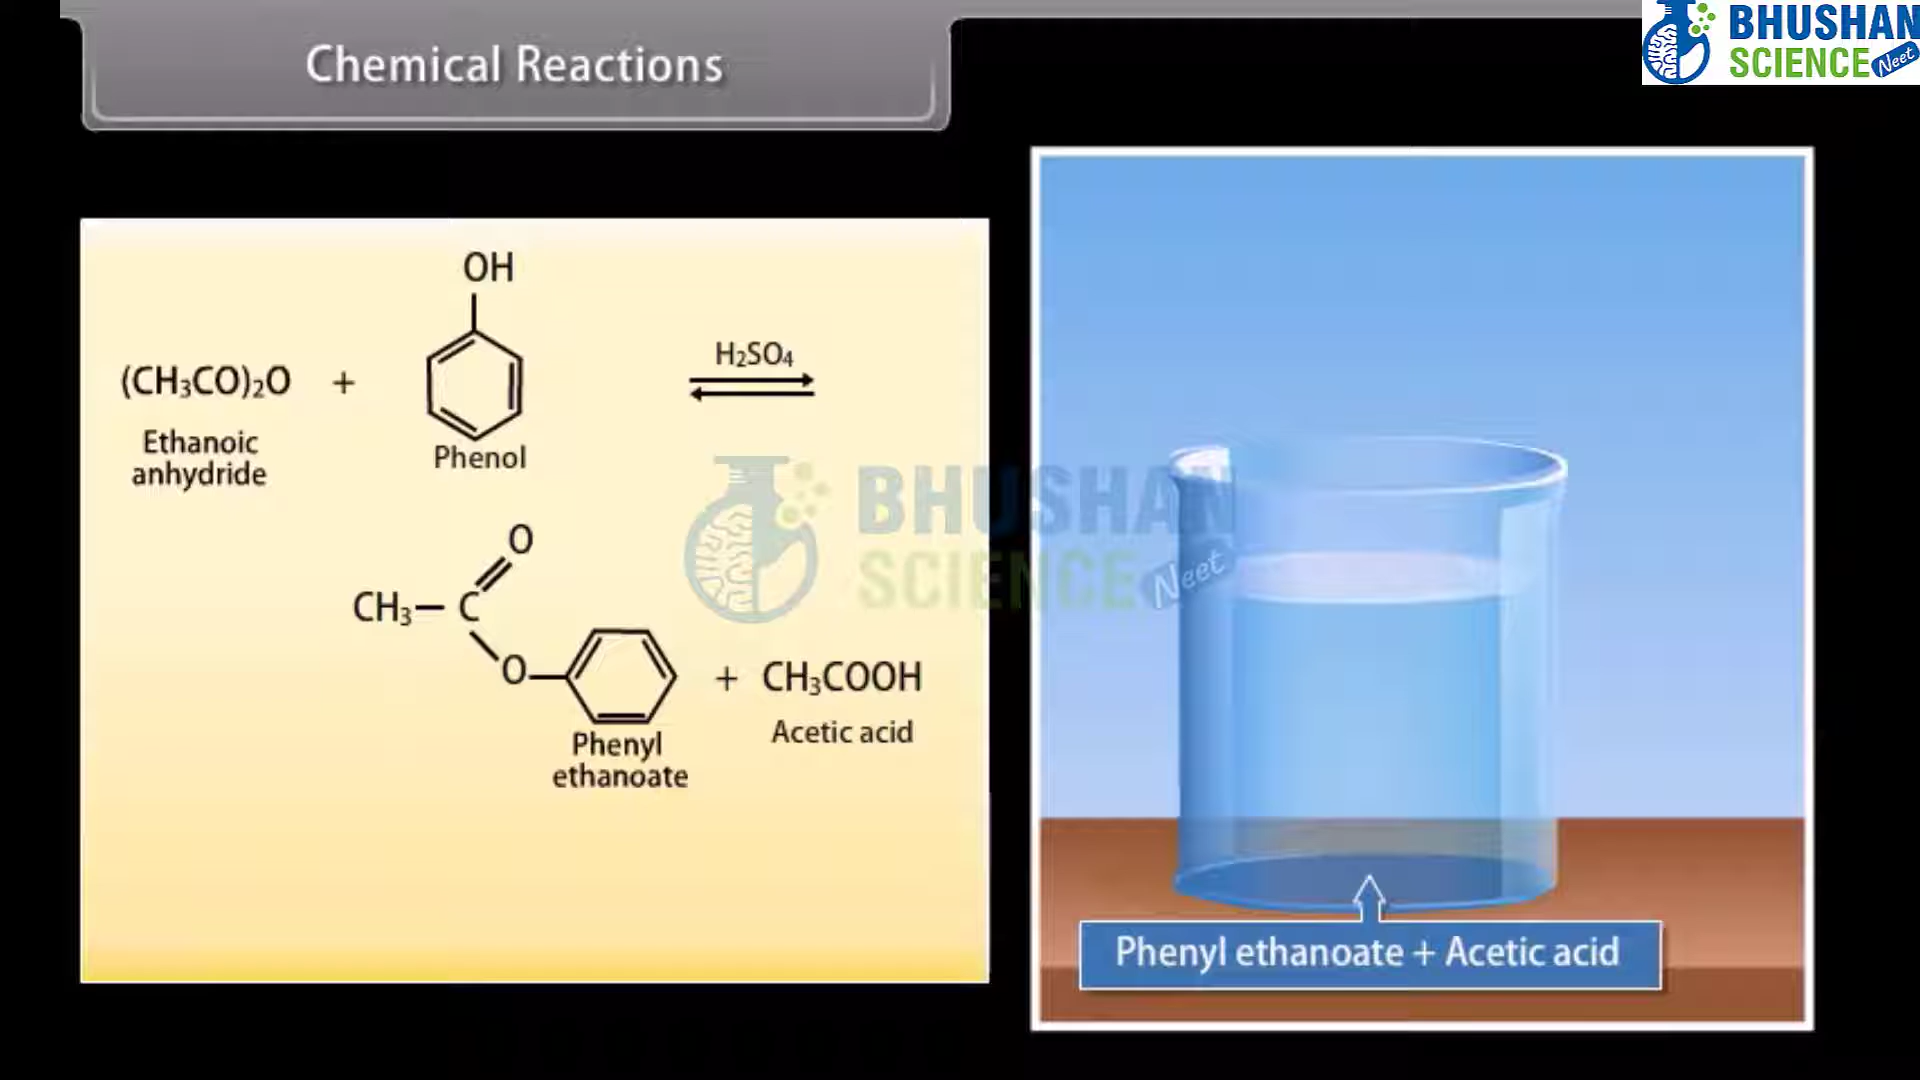 Chemical Reactions
BHUSHAN
SCIENCE Neet
OH
H₂SO₄
(CH₃CO)₂O +
Ethanoic
anhydride
Phenol
BHUSHAN
SCIENCE Neet
O
CH₃– C
O
+ CH₃COOH
Phenyl
ethanoate
Acetic acid
Phenyl ethanoate + Acetic acid